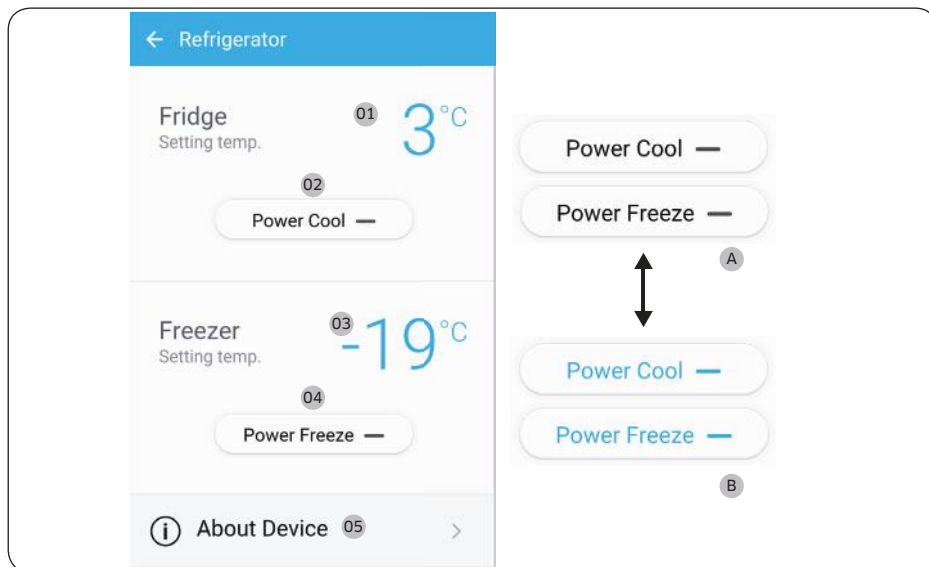 ← Refrigerator
Fridge 01 3°C
Setting temp.
02
Power Cool —
Freezer 03 -19°C
Setting temp.
04
Power Freeze —
About Device 05 >
Power Cool —
Power Freeze —
A
Power Cool —
Power Freeze —
B